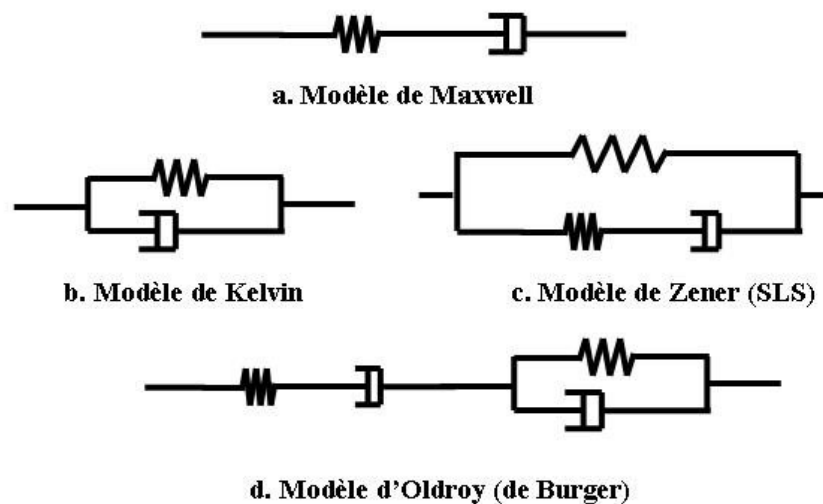 a. Modèle de Maxwell
b. Modèle de Kelvin
c. Modèle de Zener (SLS)
d. Modèle d'Oldroy (de Burger)